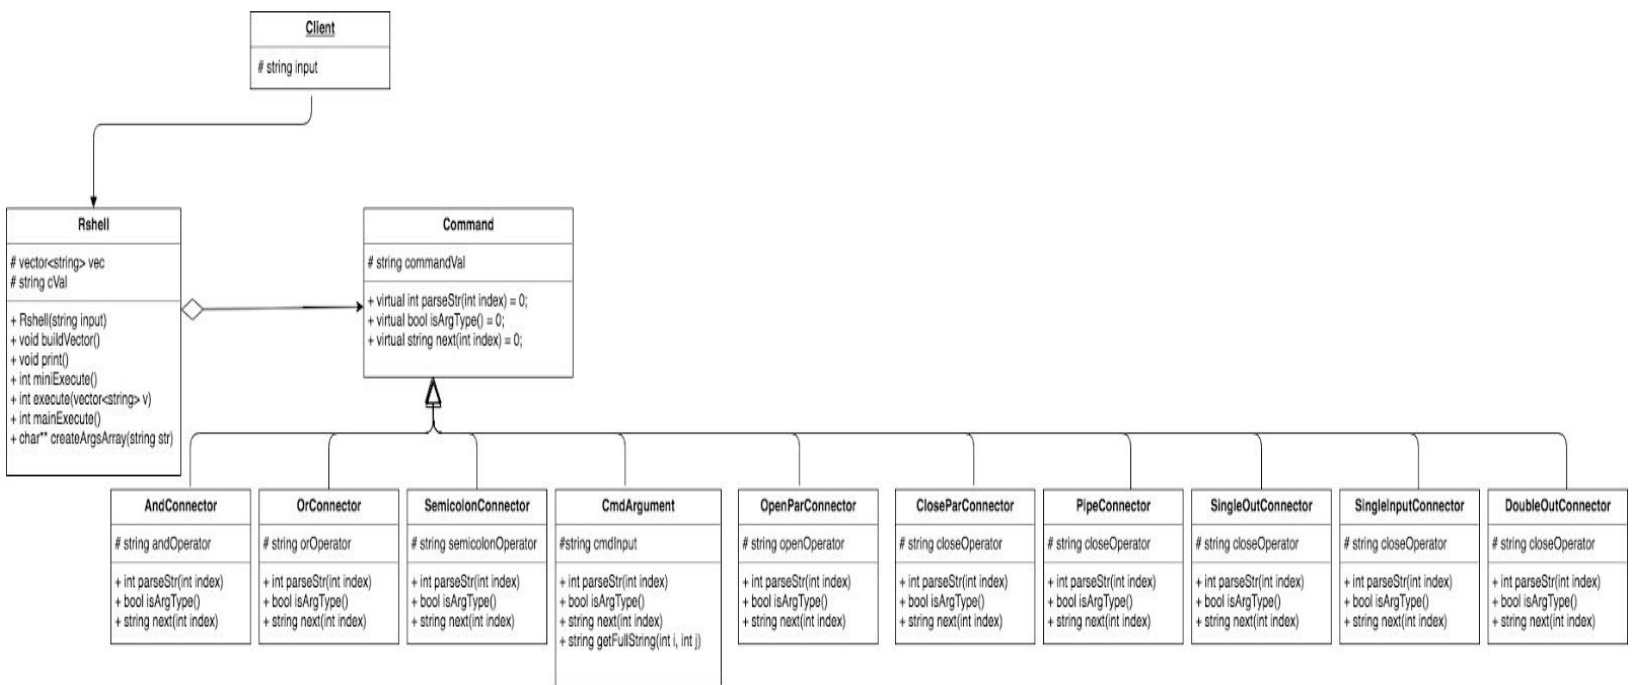 Client
# string input
Rshell
# vector<string> vec
# string cVal
+ Rshell(string input)
+ void buildVector()
+ void print()
+ int miniExecute()
+ int execute(vector<string> v)
+ int mainExecute()
+ char** createArgsArray(string str)
Command
# string commandVal
+ virtual int parseStr(int index) = 0;
+ virtual bool isArgType() = 0;
+ virtual string next(int index) = 0;
AndConnector
# string andOperator
+ int parseStr(int index)
+ bool isArgType()
+ string next(int index)
OrConnector
# string orOperator
+ int parseStr(int index)
+ bool isArgType()
+ string next(int index)
SemicolonConnector
# string semicolonOperator
+ int parseStr(int index)
+ bool isArgType()
+ string next(int index)
CmdArgument
#string cmdInput
+ int parseStr(int index)
+ bool isArgType()
+ string next(int index)
+ string getFullString(int i, int j)
OpenParConnector
# string openOperator
+ int parseStr(int index)
+ bool isArgType()
+ string next(int index)
CloseParConnector
# string closeOperator
+ int parseStr(int index)
+ bool isArgType()
+ string next(int index)
PipeConnector
# string closeOperator
+ int parseStr(int index)
+ bool isArgType()
+ string next(int index)
SingleOutConnector
# string closeOperator
+ int parseStr(int index)
+ bool isArgType()
+ string next(int index)
SingleInputConnector
# string closeOperator
+ int parseStr(int index)
+ bool isArgType()
+ string next(int index)
DoubleOutConnector
# string closeOperator
+ int parseStr(int index)
+ bool isArgType()
+ string next(int index)